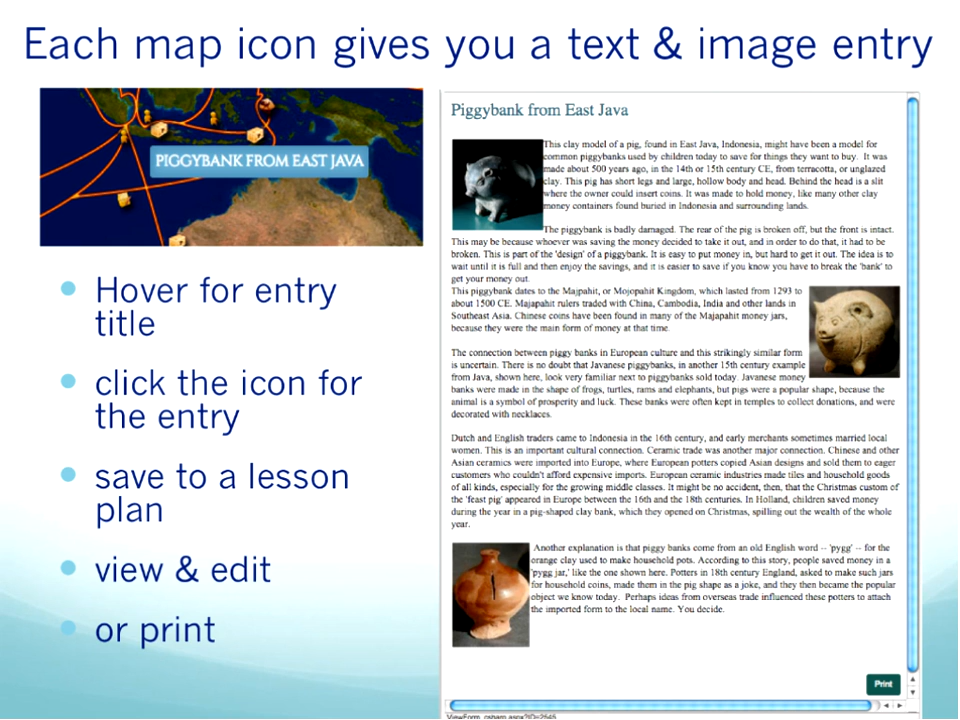 Each map icon gives you a text & image entry
PIGGYBANK FROM EAST JAVA
Hover for entry
title
click the icon for
the entry
save to a lesson
plan
view & edit
or print
Piggybank from East Java
This clay model of a pig, found in East Java, Indonesia, might have been a model for
common piggybanks used by children today to save for things they want to buy. It was
made about 500 years ago, in the 14th or 15th century CE, from terracotta, or unglazed
clay. This pig has short legs and large, hollow body and head. Behind the head is a slit
where the owner could insert coins. It was made to hold money, like many other clay
money containers found buried in Indonesia and surrounding lands.
The piggybank is badly damaged. The rear of the pig is broken off, but the front is intact.
This may be because whoever was saving the money decided to take it out, and in order to do that, it had to be
broken. This is part of the 'design' of a piggybank. It is easy to put money in, but hard to get it out. The idea is to
wait until it is full and then enjoy the savings, and it is easier to save if you know you have to break the 'bank' to
get your money out.
This piggybank dates to the Majpahit, or Mojopahit Kingdom, which lasted from 1293 to
about 1500 CE. Majapahit rulers traded with China, Cambodia, India and other lands in
Southeast Asia. Chinese coins have been found in many of the Majapahit money jars,
because they were the main form of money at that time.
The connection between piggy banks in European culture and this strikingly similar form
is uncertain. There is no doubt that Javanese piggybanks, in another 15th century example
from Java, shown here, look very familiar next to piggybanks sold today. Javanese money
banks were made in the shape of frogs, turtles, rams and elephants, but pigs were a popular shape, because the
animal is a symbol of prosperity and luck. These banks were often kept in temples to collect donations, and were
decorated with necklaces.
Dutch and English traders came to Indonesia in the 16th century, and early merchants sometimes married local
women. This is an important cultural connection. Ceramic trade was another major connection. Chinese and other
Asian ceramics were imported into Europe, where European potters copied Asian designs and sold them to eager
customers who couldn't afford expensive imports. European ceramic industries made tiles and household goods
of all kinds, especially for the growing middle classes. It might be no accident, then, that the Christmas custom of
the 'feast pig' appeared in Europe between the 16th and the 18th centuries. In Holland, children saved money
during the year in a pig-shaped clay bank, which they opened on Christmas, spilling out the wealth of the whole
year.
Another explanation is that piggy banks come from an old English word -- 'pygg' -- for the
orange clay used to make household pots. According to this story, people saved money in a
'pygg jar,' like the one shown here. Potters in 18th century England, asked to make such jars
for household coins, made them in the pig shape as a joke, and they then became the popular
object we know today. Perhaps ideas from overseas trade influenced these potters to attach
the imported form to the local name. You decide.
Print